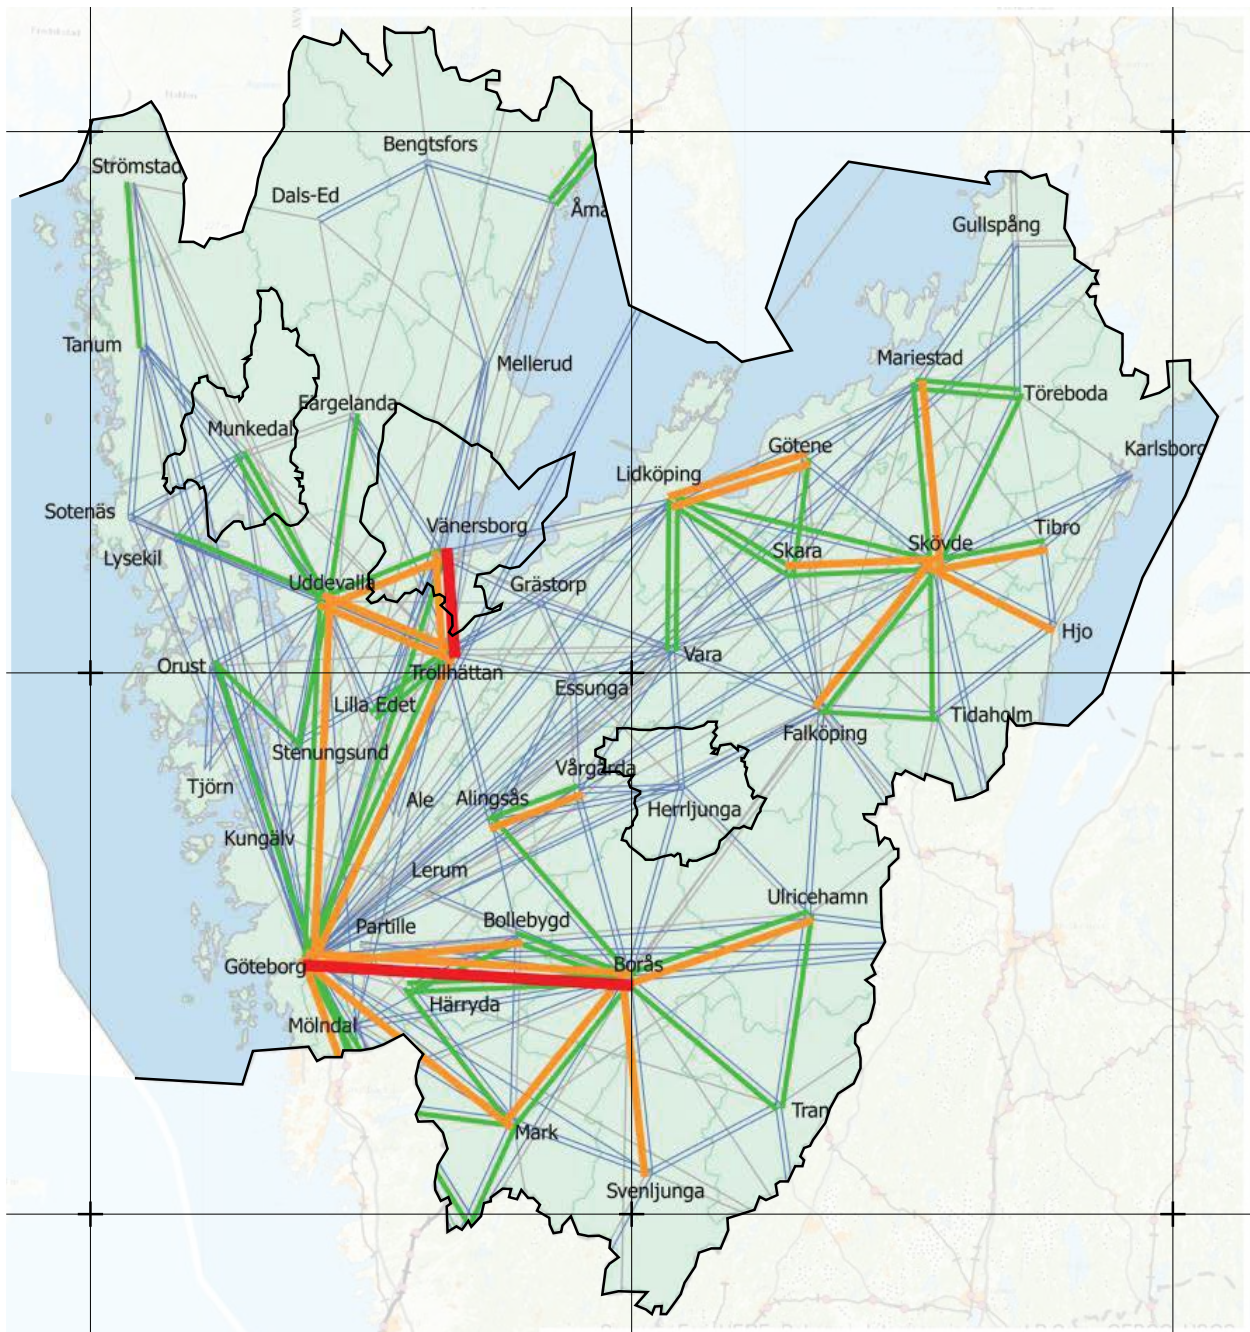 Bengtsfors
Strömstad
Dals-Ed
Åma
Gullspång
Tanum
Mellerud
Mariestad
Töreboda
Färgelanda
Munkedal
Götene
Karlsborg
Lidköping
Sotenäs
Vänersborg
Tibro
Skövde
Lysekil
Skara
Uddevalla
Grästorp
Hjo
Vara
Orust
Trollhättan
Essunga
Lilla Edet
Tidaholm
Falköping
Stenungsund
Vårgårda
Tjörn
Ale
Alingsås
Herrljunga
Kungälv
Lerum
Ulricehamn
Bollebygd
Partille
Göteborg
Borås
Härryda
Mölndal
Tran
Mark
Svenljunga